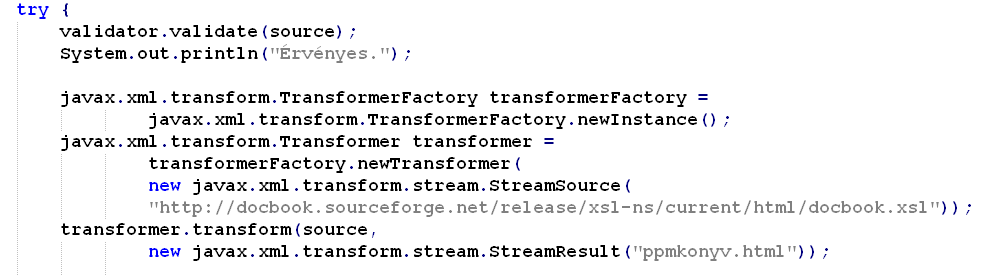 try {
    validator.validate(source);
    System.out.println("Érvényes.");
    javax.xml.transform.TransformerFactory transformerFactory =
            javax.xml.transform.TransformerFactory.newInstance();
    javax.xml.transform.Transformer transformer =
            transformerFactory.newTransformer(
            new javax.xml.transform.stream.StreamSource(
            "http://docbook.sourceforge.net/release/xsl-ns/current/html/docbook.xsl"));
    transformer.transform(source,
            new javax.xml.transform.stream.StreamResult("ppmkonyv.html"));